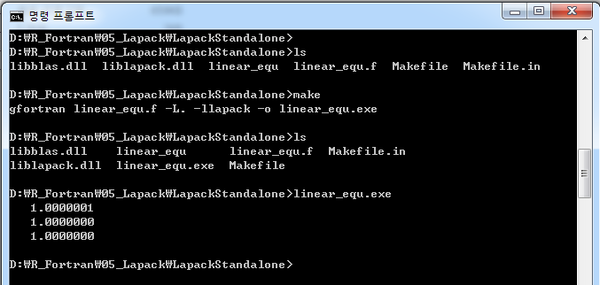 명령 프롬프트
D:₩R_Fortran₩05_Lapack₩LapackStandalone>
D:₩R_Fortran₩05_Lapack₩LapackStandalone>ls
libblas.dll  liblapack.dll  linear_equ  linear_equ.f  Makefile  Makefile.in
D:₩R_Fortran₩05_Lapack₩LapackStandalone>make
gfortran linear_equ.f -L. -llapack -o linear_equ.exe
D:₩R_Fortran₩05_Lapack₩LapackStandalone>ls
libblas.dll    linear_equ      linear_equ.f  Makefile.in
liblapack.dll  linear_equ.exe  Makefile
D:₩R_Fortran₩05_Lapack₩LapackStandalone>linear_equ.exe
1.0000001
1.0000000
1.0000000
D:₩R_Fortran₩05_Lapack₩LapackStandalone>